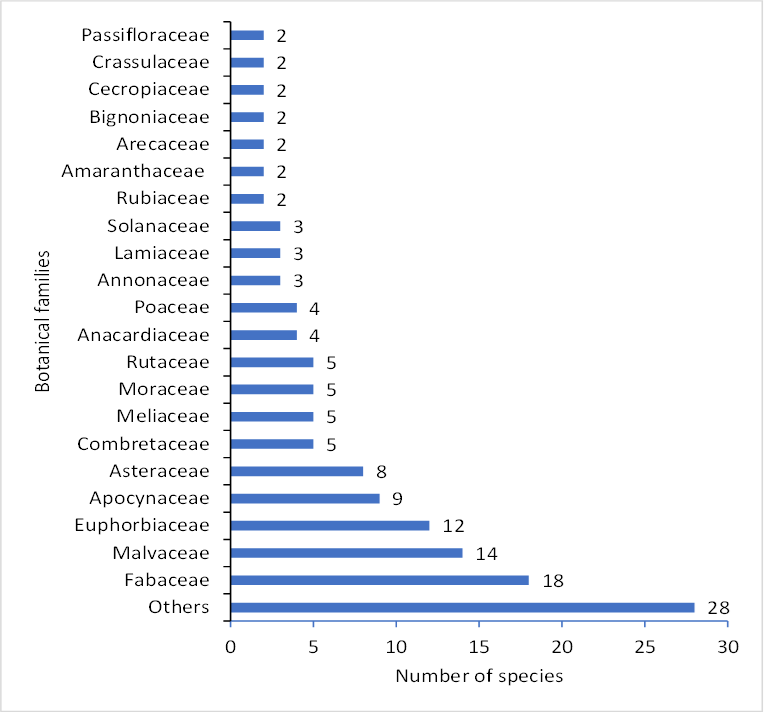 Passifloraceae 2
Crassulaceae 2
Cecropiaceae 2
Bignoniaceae 2
Arecaceae 2
Amaranthaceae 2
Rubiaceae 2
Solanaceae 3
Lamiaceae 3
Annonaceae 3
Poaceae 4
Anacardiaceae 4
Rutaceae 5
Moraceae 5
Meliaceae 5
Combretaceae 5
Asteraceae 8
Apocynaceae 9
Euphorbiaceae 12
Malvaceae 14
Fabaceae 18
Others 28
0 5 10 15 20 25 30
Number of species
Botanical families